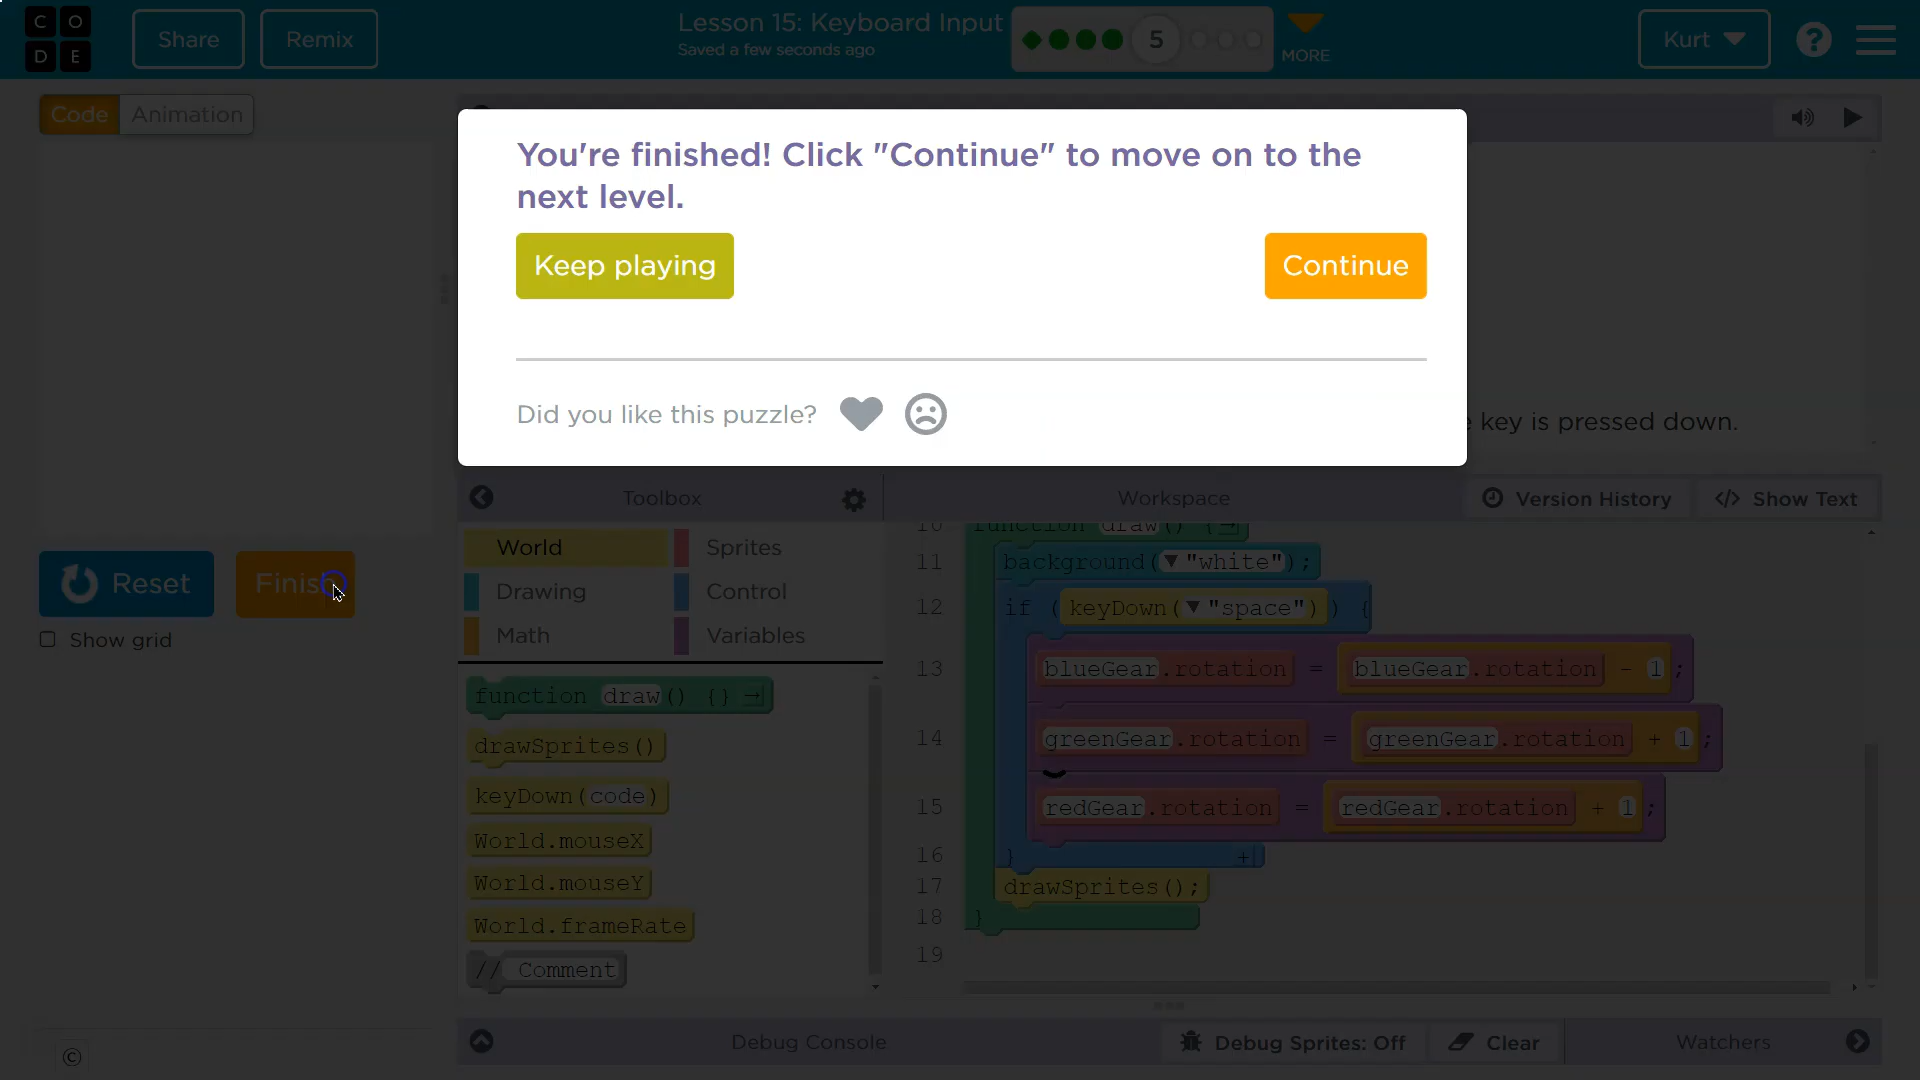 C O D E
Share
Remix
Lesson 15: Keyboard Input
Saved a few seconds ago
5
MORE
Kurt
?
Code
Animation
You're finished! Click "Continue" to move on to the
next level.
Keep playing
Continue
Did you like this puzzle?
key is pressed down.
Reset
Finis
Show grid
Toolbox
Workspace
Version History
</> Show Text
World
Sprites
Drawing
Control
Math
Variables
function draw() {}
drawSprites()
keyDown(code)
World.mouseX
World.mouseY
World.frameRate
// Comment
10 function draw() {
11 background("white");
12 if (keyDown("space")) {
13 blueGear.rotation = blueGear.rotation - 1;
14 greenGear.rotation = greenGear.rotation + 1;
15 redGear.rotation = redGear.rotation + 1;
16 } +
17 drawSprites();
18 }
19
Debug Console
Debug Sprites: Off
Clear
Watchers
©